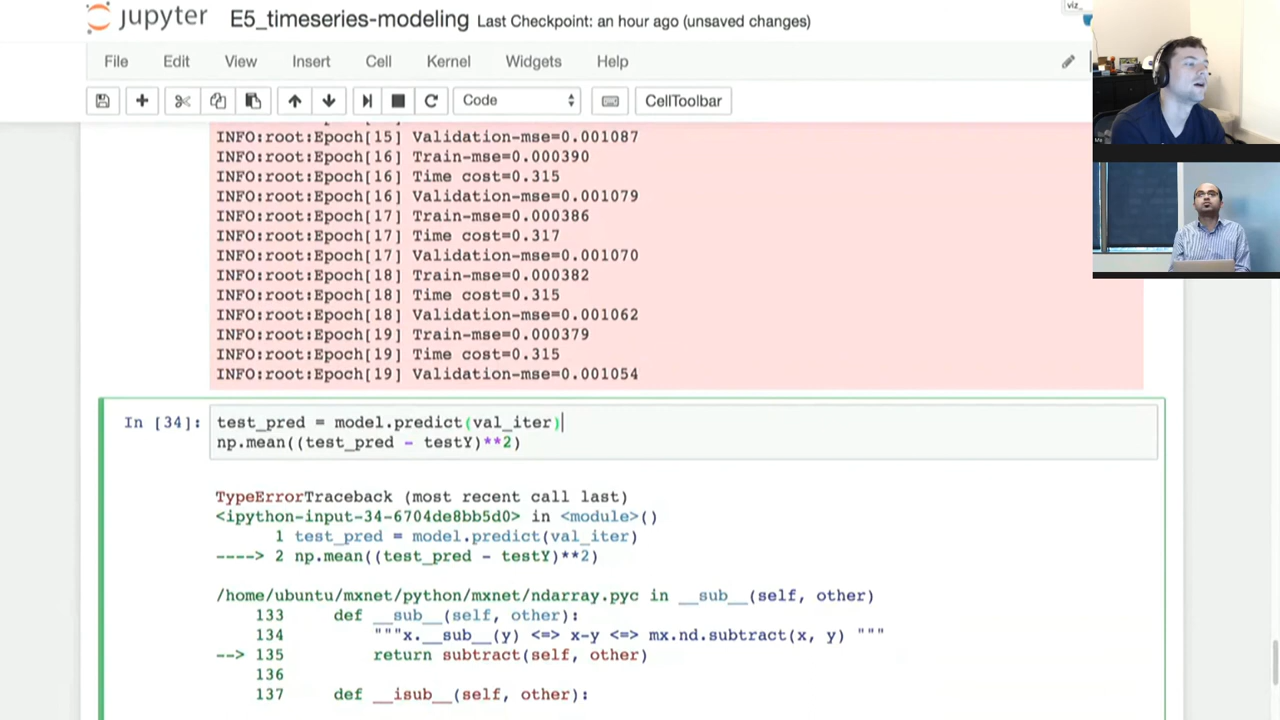 jupyter E5_timeseries-modeling Last Checkpoint: an hour ago (unsaved changes)
viz_
File Edit View Insert Cell Kernel Widgets Help
Code CellToolbar
INFO:root:Epoch[15] Validation-mse=0.001087
INFO:root:Epoch[16] Train-mse=0.000390
INFO:root:Epoch[16] Time cost=0.315
INFO:root:Epoch[16] Validation-mse=0.001079
INFO:root:Epoch[17] Train-mse=0.000386
INFO:root:Epoch[17] Time cost=0.317
INFO:root:Epoch[17] Validation-mse=0.001070
INFO:root:Epoch[18] Train-mse=0.000382
INFO:root:Epoch[18] Time cost=0.315
INFO:root:Epoch[18] Validation-mse=0.001062
INFO:root:Epoch[19] Train-mse=0.000379
INFO:root:Epoch[19] Time cost=0.315
INFO:root:Epoch[19] Validation-mse=0.001054
In [34]: test_pred = model.predict(val_iter)
np.mean((test_pred - testY)**2)
TypeErrorTraceback (most recent call last)
<ipython-input-34-6704de8bb5d0> in <module>()
1 test_pred = model.predict(val_iter)
----> 2 np.mean((test_pred - testY)**2)
/home/ubuntu/mxnet/python/mxnet/ndarray.pyc in __sub__(self, other)
133 def __sub__(self, other):
134 """x.__sub__(y) <=> x-y <=> mx.nd.subtract(x, y) """
--> 135 return subtract(self, other)
136
137 def __isub__(self, other):